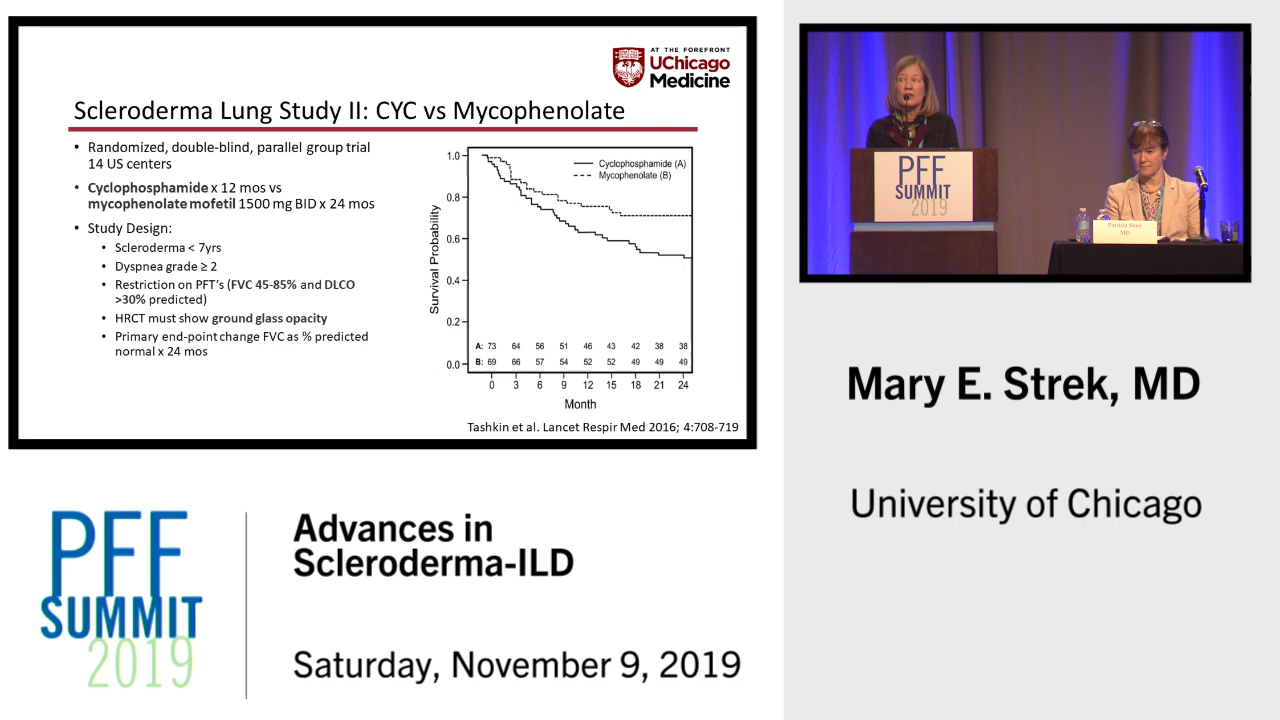 AT THE FOREFRONT
UChicago
Medicine
Scleroderma Lung Study II: CYC vs Mycophenolate
• Randomized, double-blind, parallel group trial
14 US centers
• Cyclophosphamide x 12 mos vs
mycophenolate mofetil 1500 mg BID x 24 mos
• Study Design:
• Scleroderma < 7yrs
• Dyspnea grade ≥ 2
• Restriction on PFT's (FVC 45-85% and DLCO
>30% predicted)
• HRCT must show ground glass opacity
• Primary end-point change FVC as % predicted
normal x 24 mos
Cyclophosphamide (A)
Mycophenolate (B)
Survival Probability
1.0
0.8
0.6
0.4
0.2
0.0
A: 73 64 56 51 46 43 42 38 38
B: 69 66 57 54 52 52 49 49 49
0 3 6 9 12 15 18 21 24
Month
Tashkin et al. Lancet Respir Med 2016; 4:708-719
PFF
SUMMIT
2019
Patricia Sime
MD
Mary E. Strek, MD
University of Chicago
PFF
SUMMIT
2019
Advances in
Scleroderma-ILD
Saturday, November 9, 2019